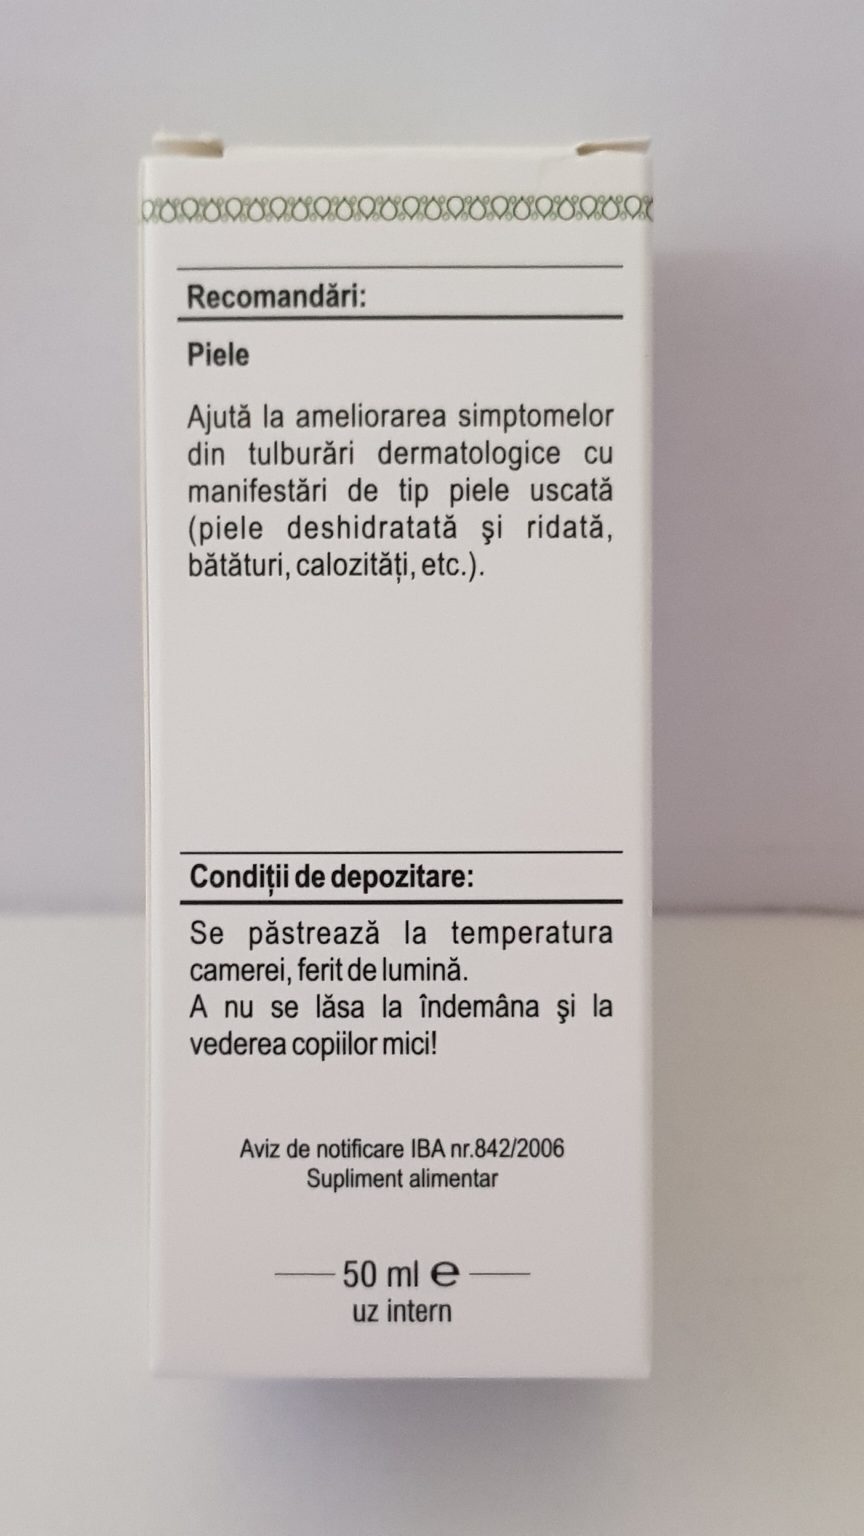 Recomandări:
Piele
Ajută la ameliorarea simptomelor
din tulburări dermatologice cu
manifestări de tip piele uscată
(piele deshidratată şi ridată,
bătături, calozități, etc.).
Condiții de depozitare:
Se păstrează la temperatura
camerei, ferit de lumină.
A nu se lăsa la îndemâna şi la
vederea copiilor mici!
Aviz de notificare IBA nr.842/2006
Supliment alimentar
50 ml e
uz intern